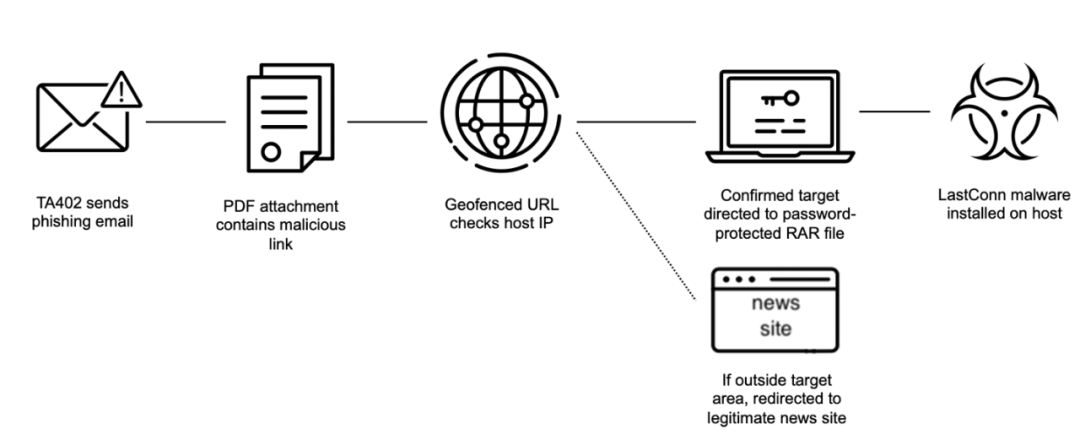 TA402 sends
phishing email
PDF attachment
contains malicious
link
Geofenced URL
checks host IP
Confirmed target
directed to password-
protected RAR file
LastConn malware
installed on host
news
site
If outside target
area, redirected to
legitimate news site